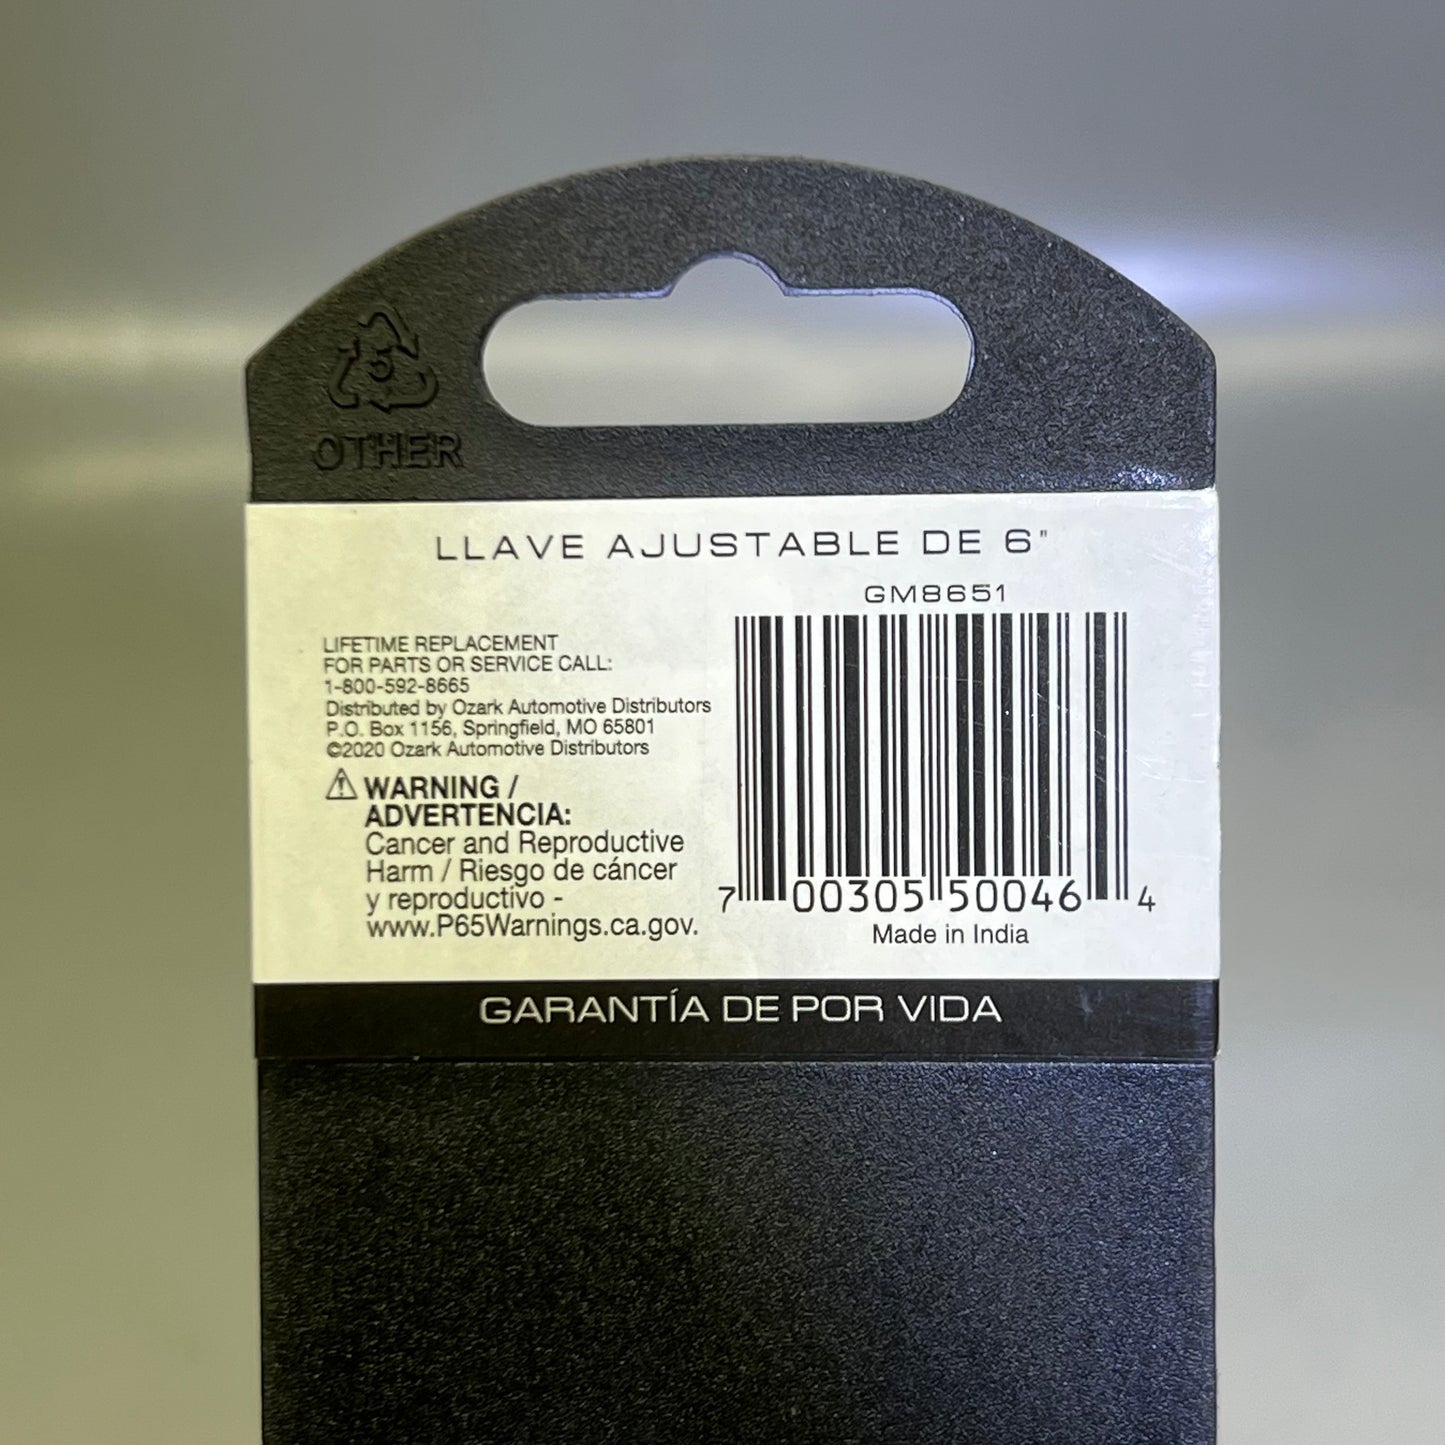 5
OTHER
LLAVE AJUSTABLE DE 6"
GM8651
LIFETIME REPLACEMENT
FOR PARTS OR SERVICE CALL:
1-800-592-8665
Distributed by Ozark Automotive Distributors
P.O. Box 1156, Springfield, MO 65801
©2020 Ozark Automotive Distributors
WARNING /
ADVERTENCIA:
Cancer and Reproductive
Harm / Riesgo de cáncer
y reproductivo -
www.P65Warnings.ca.gov.
7 00305 50046 4
Made in India
GARANTÍA DE POR VIDA